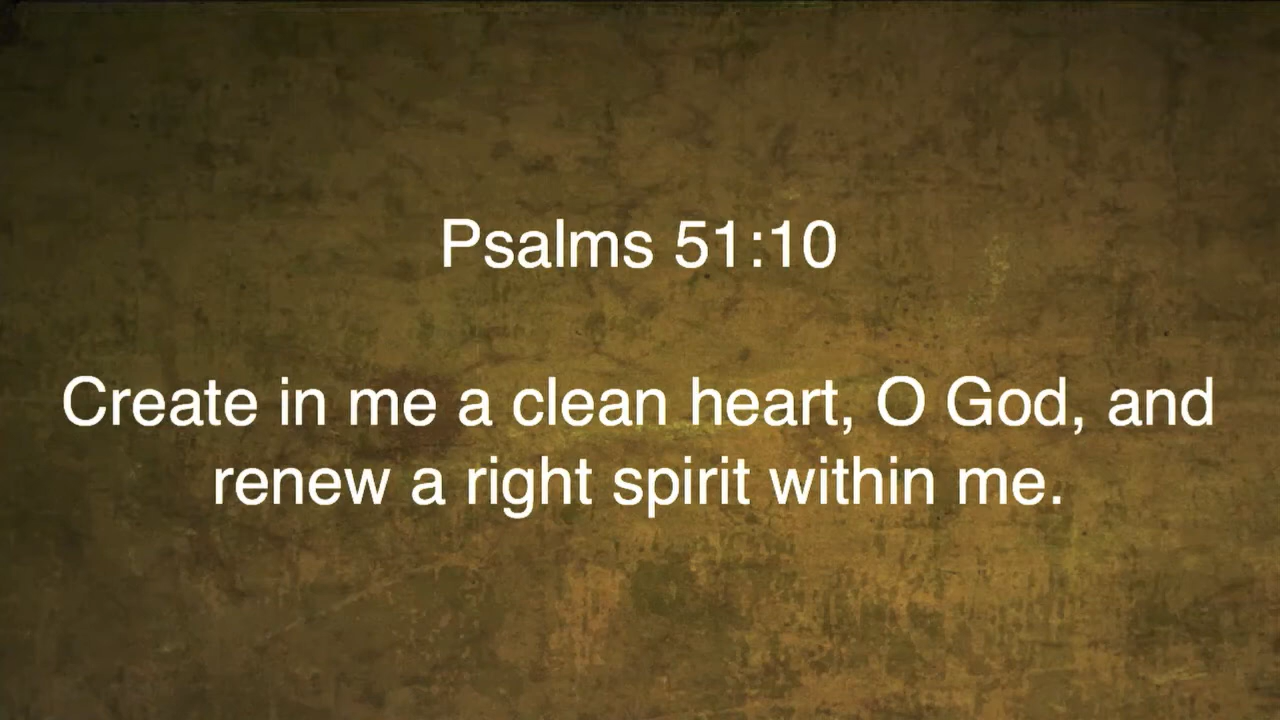 Psalms 51:10
Create in me a clean heart, O God, and
renew a right spirit within me.